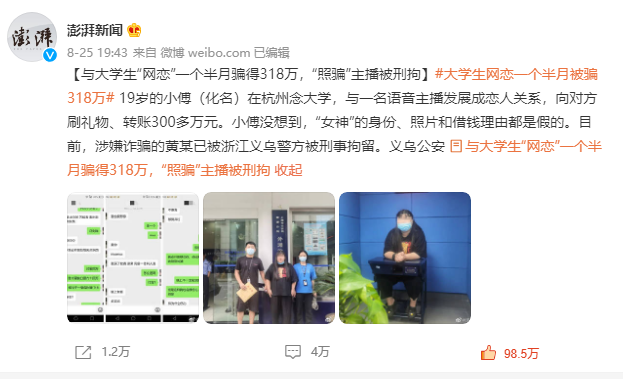 澎湃
澎湃新闻
8-25 19:43 来自 微博 weibo.com 已编辑
【与大学生“网恋”一个半月骗得318万，“照骗”主播被刑拘】#大学生网恋一个半月被骗
318万# 19岁的小傅（化名）在杭州念大学，与一名语音主播发展成恋人关系，向对方
刷礼物、转账300多万元。小傅没想到，“女神”的身份、照片和借钱理由都是假的。目
前，涉嫌诈骗的黄某已被浙江义乌警方被刑事拘留。义乌公安 与大学生“网恋”一个半
月骗得318万，“照骗”主播被刑拘 收起
1.2万
4万
98.5万